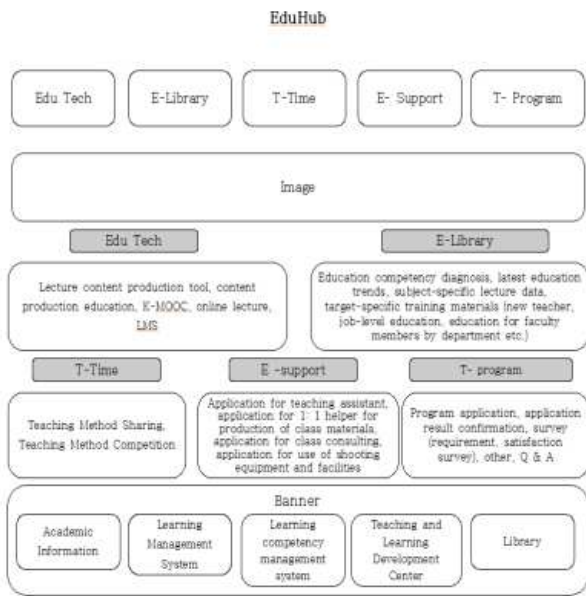 EduHub
Edu Tech
E-Library
T-Time
E- Support
T- Program
Image
Edu Tech
E-Library
Lecture content production tool, content
production education, K-MOOC, online lecture,
LMS
Education competency diagnosis, latest education
trends, subject-specific lecture data,
target-specific training materials (new teacher,
job-level education, education for faculty
members by department etc.)
T-Time
E -support
T- program
Teaching Method Sharing,
Teaching Method Competition
Application for teaching assistant,
application for 1: 1 helper for
production of class materials,
application for class consulting,
application for use of shooting
equipment and facilities
Program application, application
result confirmation, survey
(requirement, satisfaction
survey), other, Q & A
Banner
Academic
Information
Learning
Management
System
Learning
competency
management
system
Teaching and
Learning
Development
Center
Library